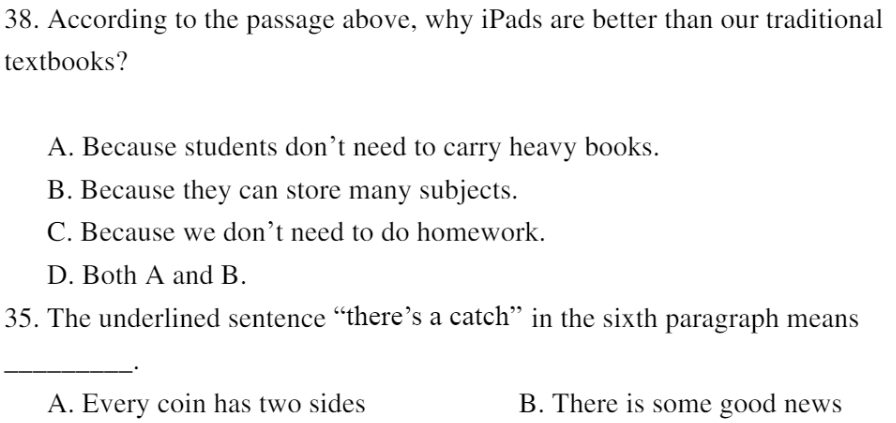 38. According to the passage above, why iPads are better than our traditional
textbooks?
A. Because students don’t need to carry heavy books.
B. Because they can store many subjects.
C. Because we don’t need to do homework.
D. Both A and B.
35. The underlined sentence “there’s a catch” in the sixth paragraph means
_________.
A. Every coin has two sides B. There is some good news